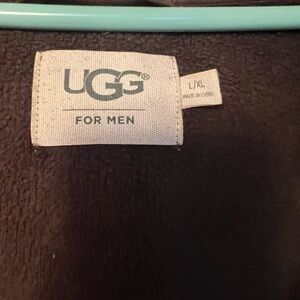 UGG®
FOR MEN
L/XL
MADE IN CHINA